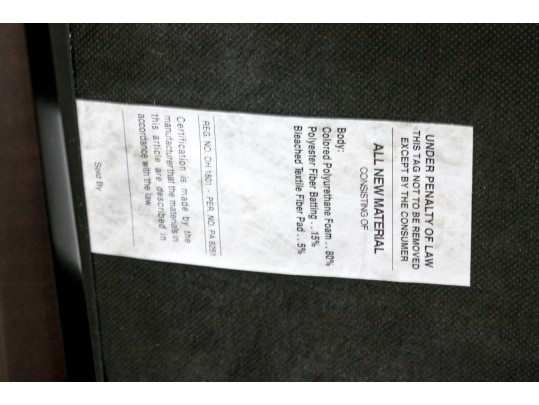 UNDER PENALTY OF LAW
THIS TAG NOT TO BE REMOVED
EXCEPT BY THE CONSUMER
ALL NEW MATERIAL
CONSISTING OF
Body:
Colored Polyurethane Foam . . 80%
Polyester Fiber Batting . . 15%
Bleached Textile Fiber Pad . . 5%
REG. NO. OH 1801 : PER. NO. PA 6251
Certification is made by the
manufacturer that the materials in
this article are described in
accordance with the law.
Sold By